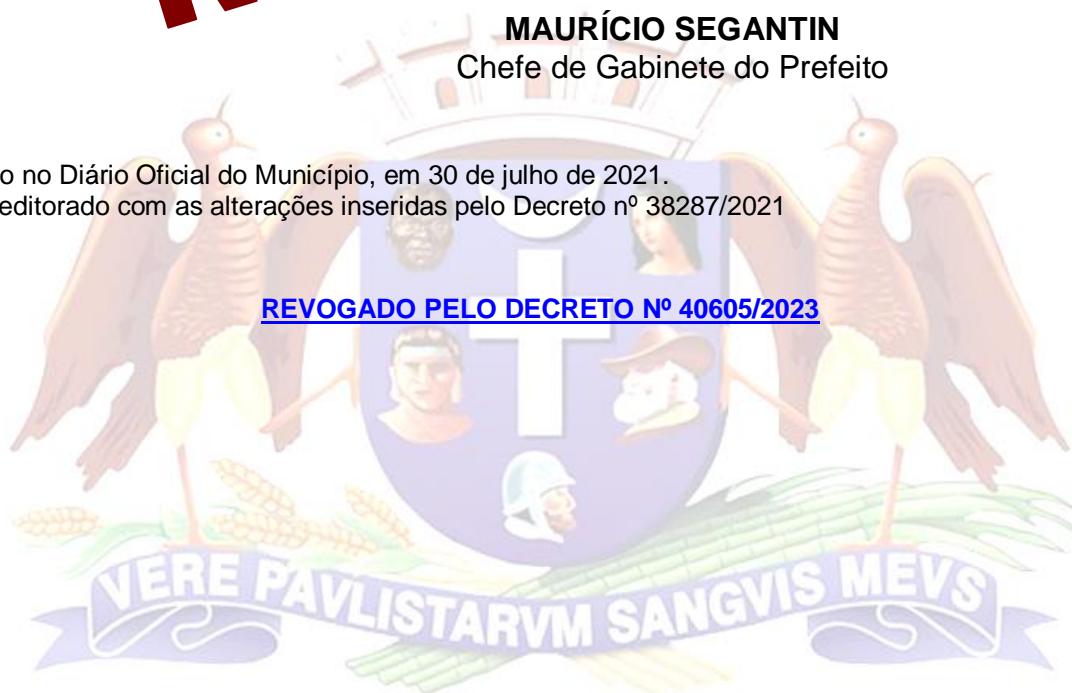 MAURÍCIO SEGANTIN
Chefe de Gabinete do Prefeito
o no Diário Oficial do Município, em 30 de julho de 2021.
editorado com as alterações inseridas pelo Decreto nº 38287/2021
REVOGADO PELO DECRETO Nº 40605/2023
VERE PAVLISTARVM SANGVIS MEVS